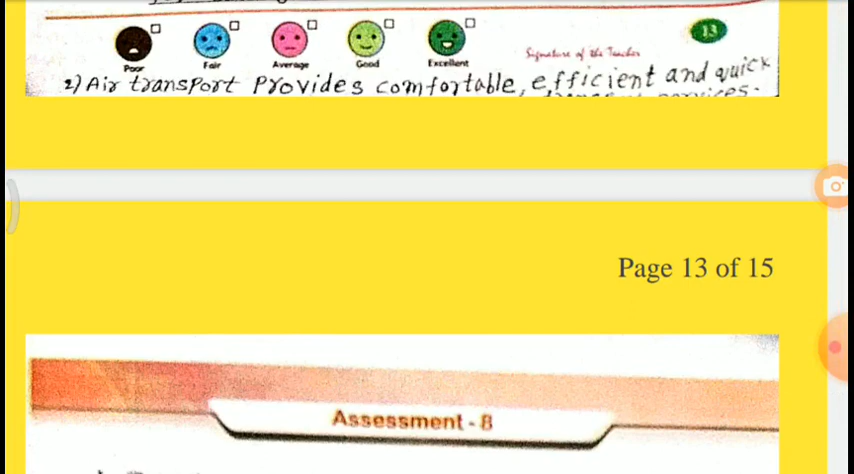 13
Poor Fair Average Good Excellent Signature of the Teacher
2) Air transport Provides comfortable, efficient and quick
Page 13 of 15
Assessment - 8